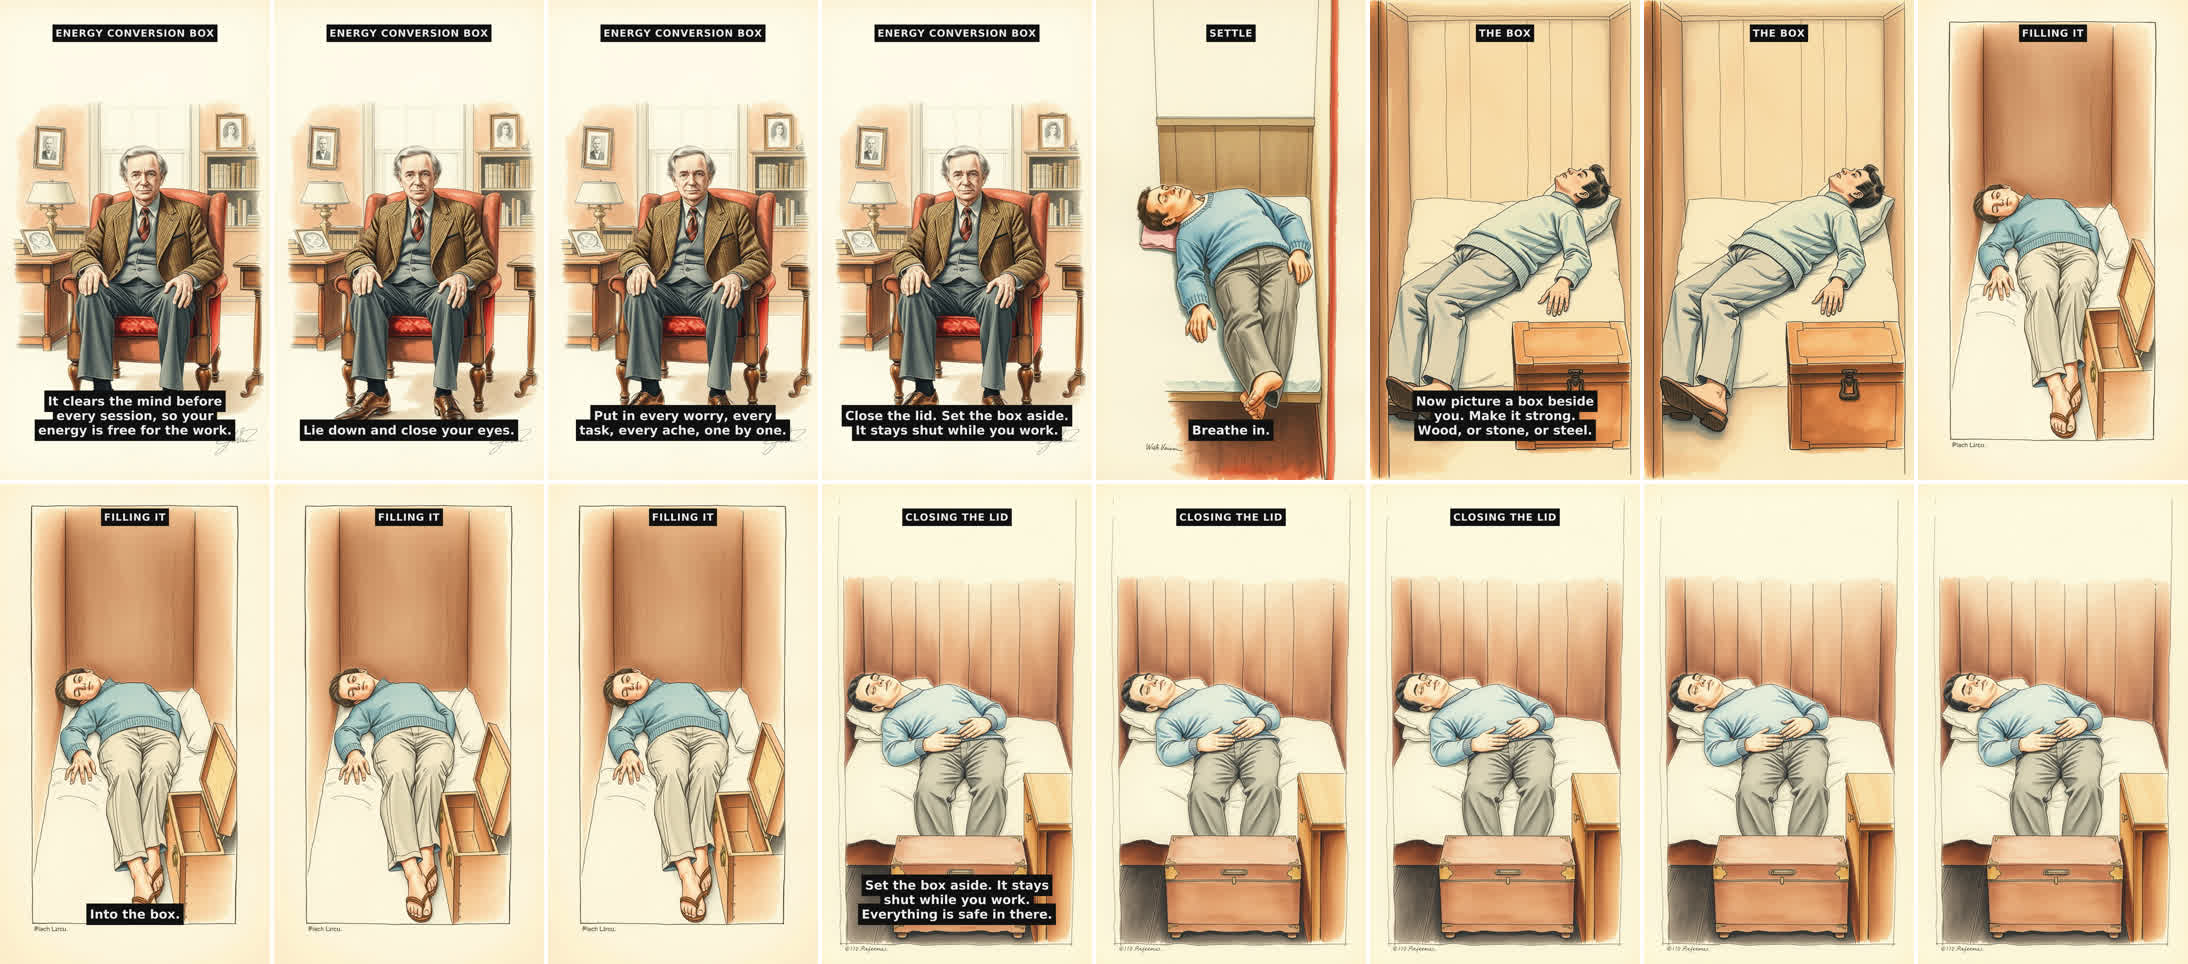 ENERGY CONVERSION BOX
It clears the mind before
every session, so your
energy is free for the work.
ENERGY CONVERSION BOX
Lie down and close your eyes.
ENERGY CONVERSION BOX
Put in every worry, every
task, every ache, one by one.
ENERGY CONVERSION BOX
Close the lid. Set the box aside.
It stays shut while you work.
SETTLE
Breathe in.
THE BOX
Now picture a box beside
you. Make it strong.
Wood, or stone, or steel.
THE BOX
FILLING IT
FILLING IT
Into the box.
FILLING IT
FILLING IT
CLOSING THE LID
Set the box aside. It stays
shut while you work.
Everything is safe in there.
CLOSING THE LID
CLOSING THE LID